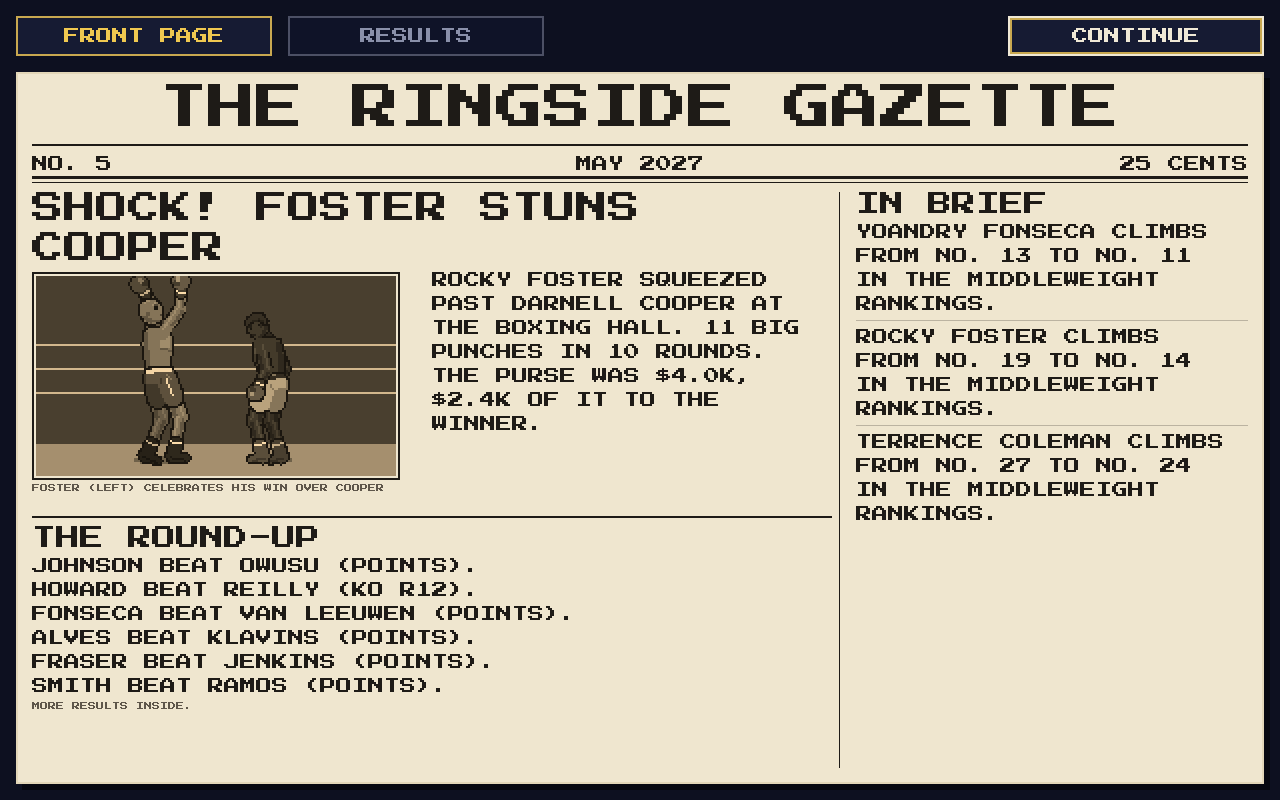 FRONT PAGE
RESULTS
CONTINUE
THE RINGSIDE GAZETTE
NO. 5
MAY 2027
25 CENTS
SHOCK! FOSTER STUNS
COOPER
ROCKY FOSTER SQUEEZED
PAST DARNELL COOPER AT
THE BOXING HALL. 11 BIG
PUNCHES IN 10 ROUNDS.
THE PURSE WAS $4.0K,
$2.4K OF IT TO THE
WINNER.
FOSTER (LEFT) CELEBRATES HIS WIN OVER COOPER
THE ROUND-UP
JOHNSON BEAT OWUSU (POINTS).
HOWARD BEAT REILLY (KO R12).
FONSECA BEAT VAN LEEUWEN (POINTS).
ALVES BEAT KLAVINS (POINTS).
FRASER BEAT JENKINS (POINTS).
SMITH BEAT RAMOS (POINTS).
MORE RESULTS INSIDE.
IN BRIEF
YOANDRY FONSECA CLIMBS
FROM NO. 13 TO NO. 11
IN THE MIDDLEWEIGHT
RANKINGS.
ROCKY FOSTER CLIMBS
FROM NO. 19 TO NO. 14
IN THE MIDDLEWEIGHT
RANKINGS.
TERRENCE COLEMAN CLIMBS
FROM NO. 27 TO NO. 24
IN THE MIDDLEWEIGHT
RANKINGS.